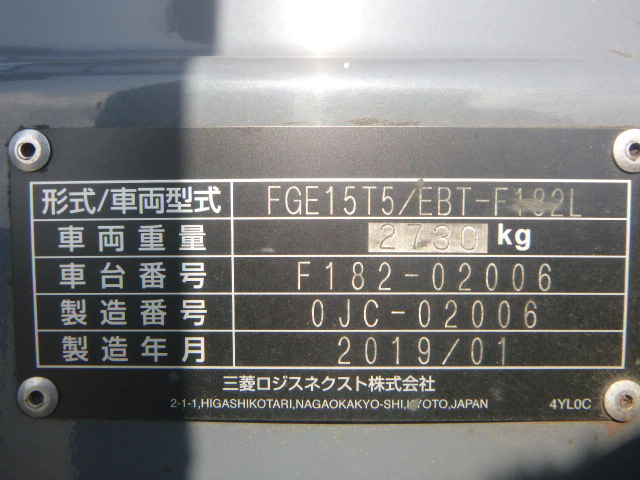 形式/車両型式 FGE15T5/EBT-F182L
車両重量 2730 kg
車台番号 F182-02006
製造番号 0JC-02006
製造年月 2019/01
三菱ロジスネクスト株式会社
2-1-1,HIGASHIKOTARI,NAGAOKAKYO-SHI,KYOTO,JAPAN 4YL0C